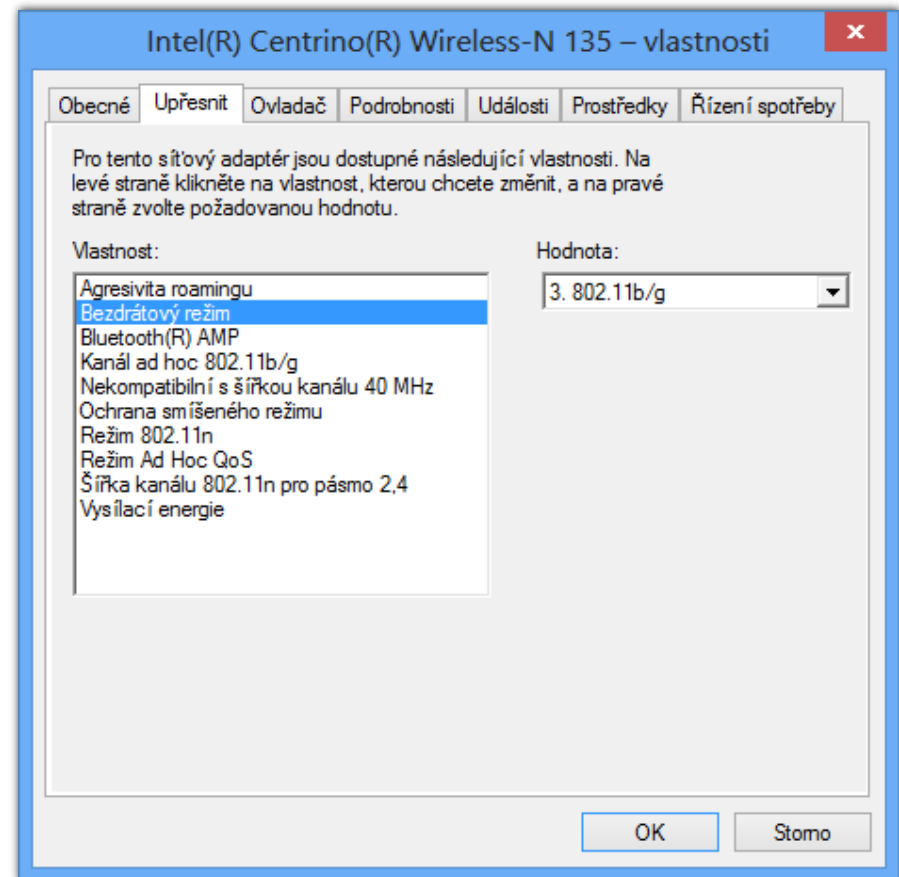 Intel(R) Centrino(R) Wireless-N 135 – vlastnosti
x
Obecné Upřesnit Ovladač Podrobnosti Události Prostředky Řízení spotřeby
Pro tento síťový adaptér jsou dostupné následující vlastnosti. Na
levé straně klikněte na vlastnost, kterou chcete změnit, a na pravé
straně zvolte požadovanou hodnotu.
Vlastnost:
Agresivita roamingu
Bezdrátový režim
Bluetooth(R) AMP
Kanál ad hoc 802.11b/g
Nekompatibilní s šířkou kanálu 40 MHz
Ochrana smíšeného režimu
Režim 802.11n
Režim Ad Hoc QoS
Šířka kanálu 802.11n pro pásmo 2,4
Vysílací energie
Hodnota:
3. 802.11b/g
OK Storno